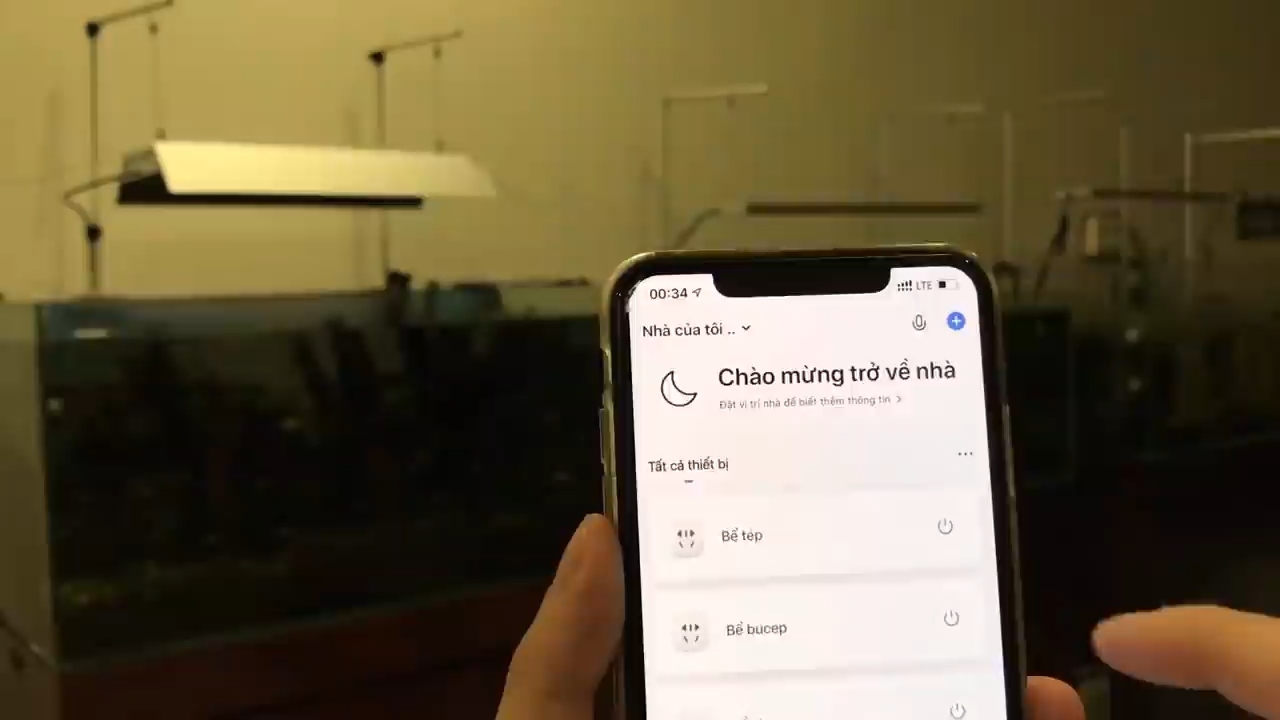 00:34
LTE
Nhà của tôi ..
Chào mừng trở về nhà
Đặt vị trí nhà để biết thêm thông tin >
Tất cả thiết bị
Bể tép
Bể bucep